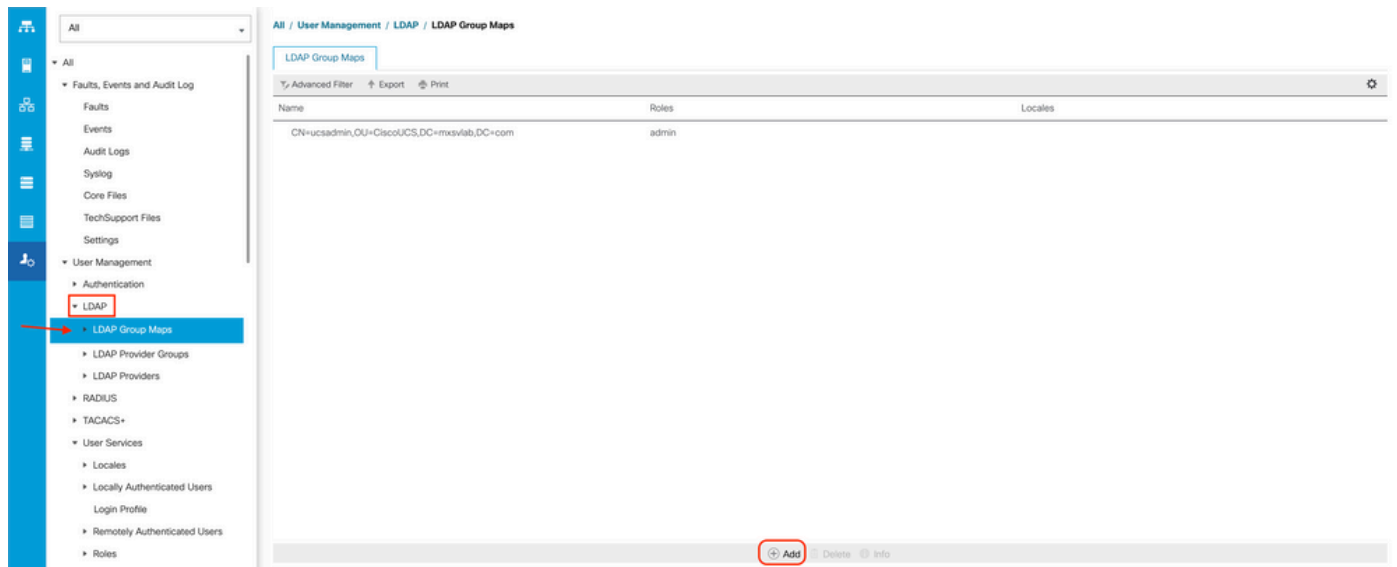 All
All / User Management / LDAP / LDAP Group Maps
All
LDAP Group Maps
Faults, Events and Audit Log
Advanced Filter Export Print
Faults
Name Roles Locales
Events
CN=ucsadmin,OU=CiscoUCS,DC=mxsvlab,DC=com admin
Audit Logs
Syslog
Core Files
TechSupport Files
Settings
User Management
Authentication
LDAP
LDAP Group Maps
LDAP Provider Groups
LDAP Providers
RADIUS
TACACS+
User Services
Locales
Locally Authenticated Users
Login Profile
Remotely Authenticated Users
Roles
Add Delete Info